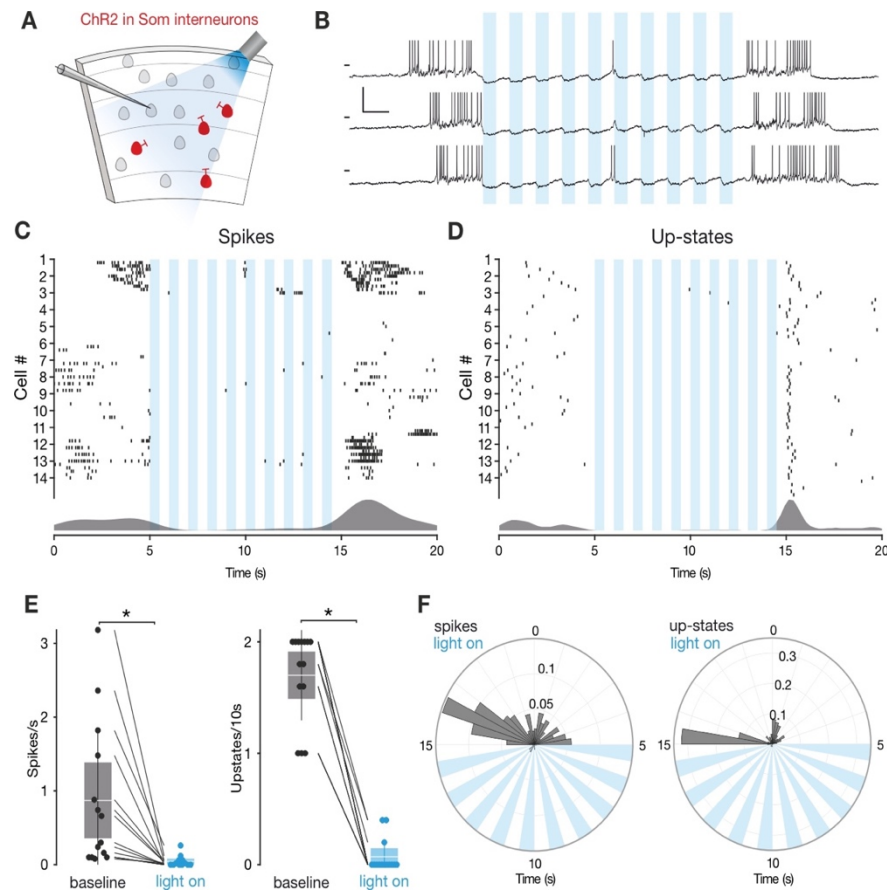 A
ChR2 in Som interneurons
B
C
Spikes
Cell #
1
2
3
4
5
6
7
8
9
10
11
12
13
14
0
5
10
15
20
Time (s)
D
Up-states
Cell #
1
2
3
4
5
6
7
8
9
10
11
12
13
14
0
5
10
15
20
Time (s)
E
*
Spikes/s
3
2
1
0
baseline
light on
*
Upstates/10s
2
1
0
baseline
light on
F
spikes
light on
0
0.1
0.05
15
5
10
Time (s)
up-states
light on
0
0.3
0.2
0.1
15
5
10
Time (s)